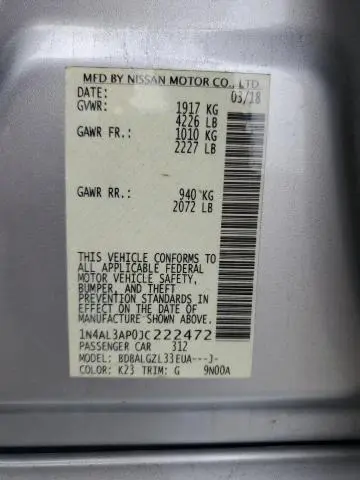 MFD BY NISSAN MOTOR CO., LTD.
DATE: 03/18
GVWR: 1917 KG
4226 LB
GAWR FR.: 1010 KG
2227 LB
GAWR RR.: 940 KG
2072 LB
THIS VEHICLE CONFORMS TO
ALL APPLICABLE FEDERAL
MOTOR VEHICLE SAFETY,
BUMPER, AND THEFT
PREVENTION STANDARDS IN
EFFECT ON THE DATE OF
MANUFACTURE SHOWN ABOVE.
1N4AL3AP0JC222472
PASSENGER CAR 312
MODEL: BDBALGZL33EUA---J-
COLOR: K23 TRIM: G 9N00A